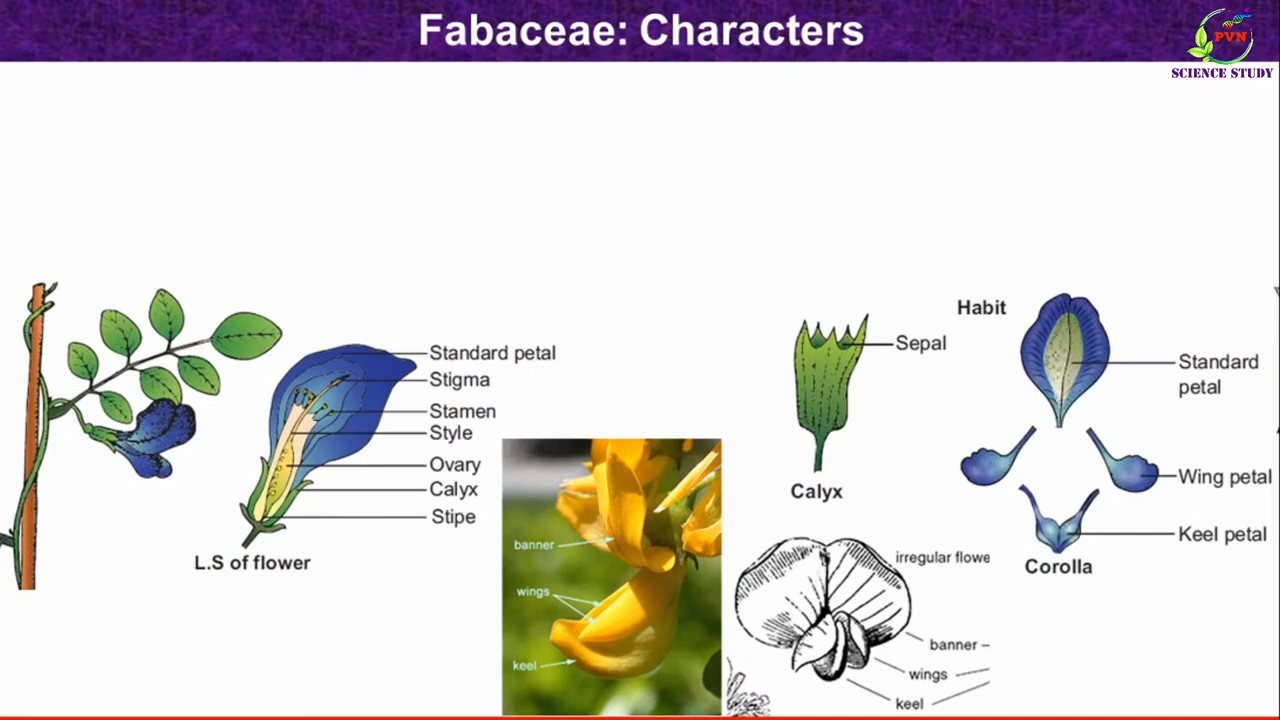 Fabaceae: Characters
PVN
SCIENCE STUDY
Standard petal
Stigma
Stamen
Style
Ovary
Calyx
Stipe
L.S of flower
banner
wings
keel
Sepal
Calyx
irregular flowe
banner
wings
keel
Habit
Standard
petal
Wing petal
Keel petal
Corolla